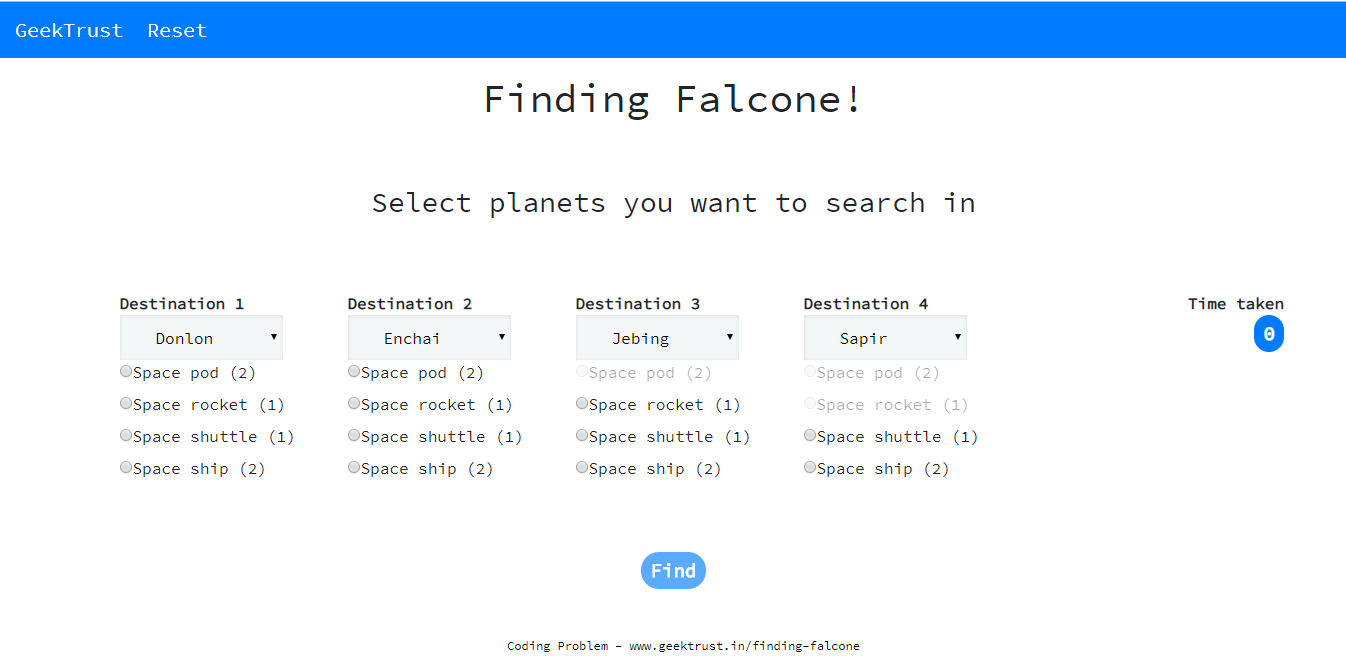 GeekTrust Reset
Finding Falcone!
Select planets you want to search in
Destination 1 Destination 2 Destination 3 Destination 4 Time taken
Donlon Enchai Jebing Sapir 0
Space pod (2) Space pod (2) Space pod (2) Space pod (2)
Space rocket (1) Space rocket (1) Space rocket (1) Space rocket (1)
Space shuttle (1) Space shuttle (1) Space shuttle (1) Space shuttle (1)
Space ship (2) Space ship (2) Space ship (2) Space ship (2)
Find
Coding Problem - www.geektrust.in/finding-falcone